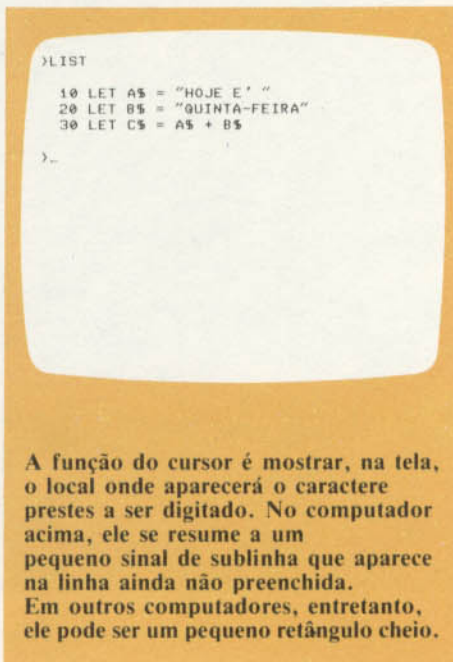 >LIST
10 LET A$ = "HOJE E' "
20 LET B$ = "QUINTA-FEIRA"
30 LET C$ = A$ + B$
>_
A função do cursor é mostrar, na tela,
o local onde aparecerá o caractere
prestes a ser digitado. No computador
acima, ele se resume a um
pequeno sinal de sublinha que aparece
na linha ainda não preenchida.
Em outros computadores, entretanto,
ele pode ser um pequeno retângulo cheio.